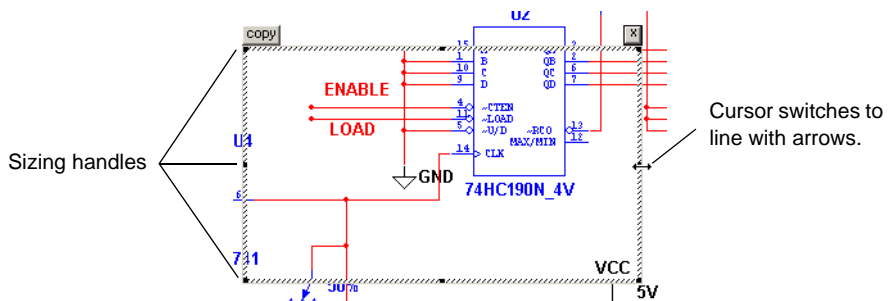 U2
copy
x
15
1 B QB 2
10 C QC 6
9 D QD 7
ENABLE
4 ~CTEN
11 ~LOAD
LOAD
5 ~U/D ~RCO 13
MAX/MIN 12
14 CLK
U1
GND
74HC190N_4V
6
741
VCC
5V
50%
Sizing handles
Cursor switches to
line with arrows.